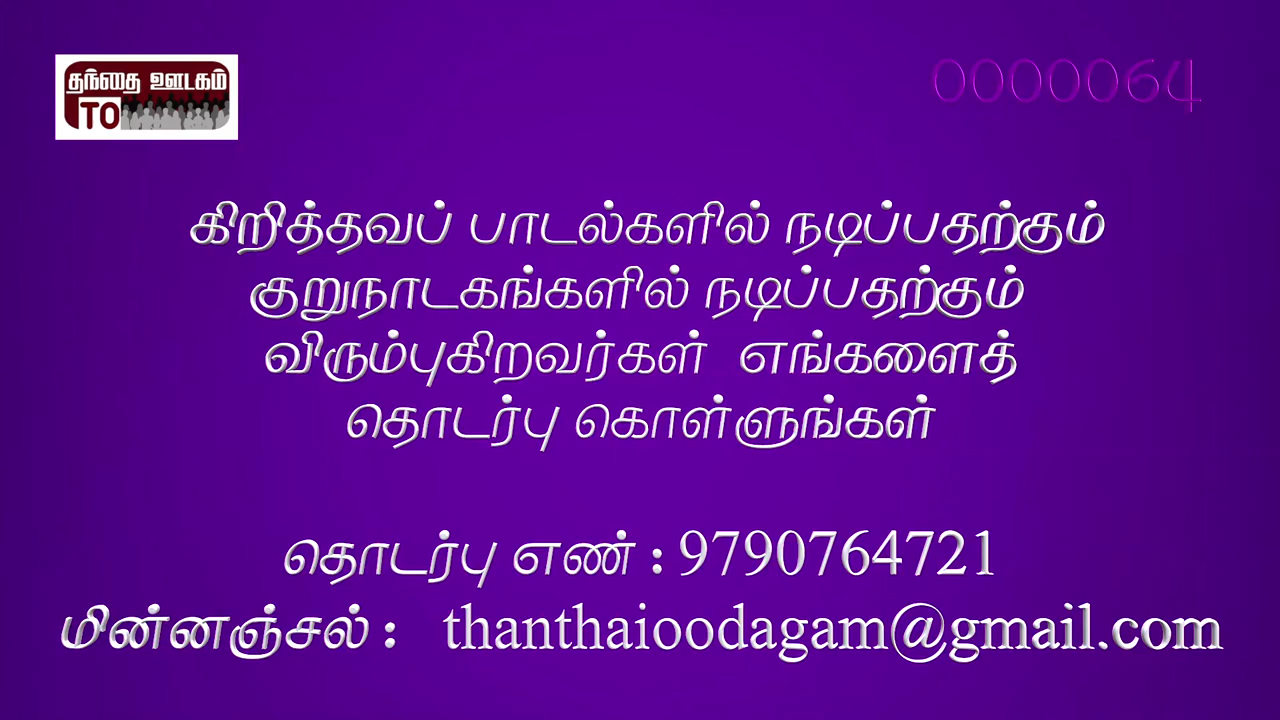 தந்தை ஊடகம்
TO
0000064
கிறித்தவப் பாடல்களில் நடிப்பதற்கும்
குறுநாடகங்களில் நடிப்பதற்கும்
விரும்புகிறவர்கள் எங்களைத்
தொடர்பு கொள்ளுங்கள்
தொடர்பு எண் : 9790764721
மின்னஞ்சல் : thanthaioodagam@gmail.com